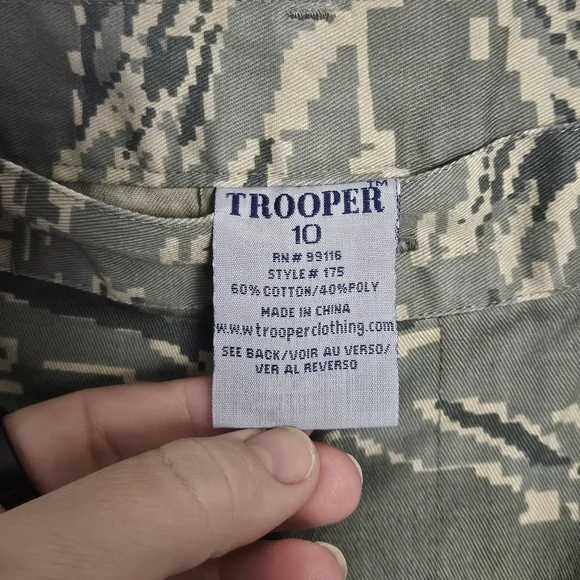 TROOPER™
10
RN# 99116
STYLE# 175
60% COTTON/40%POLY
MADE IN CHINA
www.trooperclothing.com
SEE BACK/VOIR AU VERSO/
VER AL REVERSO